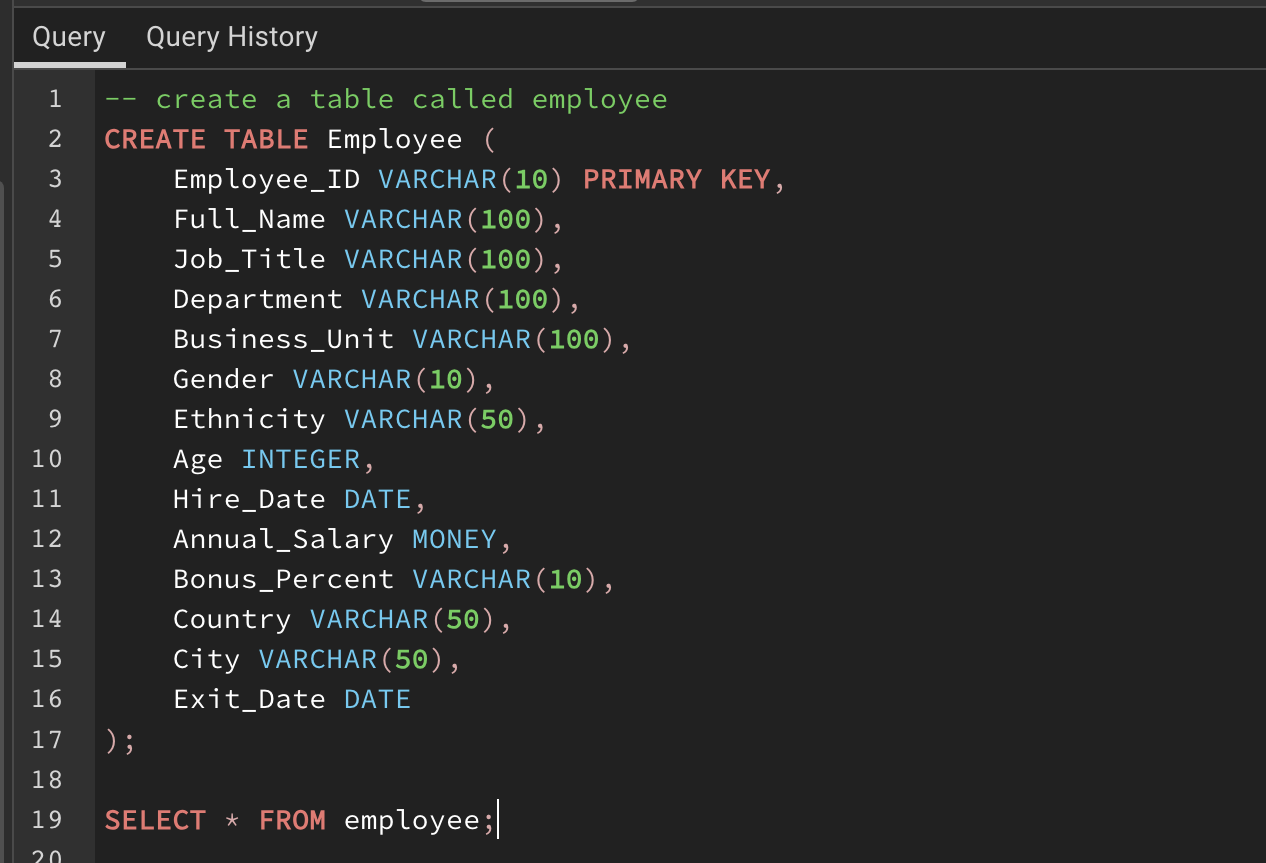 Query Query History
1 -- create a table called employee
2 CREATE TABLE Employee (
3 Employee_ID VARCHAR(10) PRIMARY KEY,
4 Full_Name VARCHAR(100),
5 Job_Title VARCHAR(100),
6 Department VARCHAR(100),
7 Business_Unit VARCHAR(100),
8 Gender VARCHAR(10),
9 Ethnicity VARCHAR(50),
10 Age INTEGER,
11 Hire_Date DATE,
12 Annual_Salary MONEY,
13 Bonus_Percent VARCHAR(10),
14 Country VARCHAR(50),
15 City VARCHAR(50),
16 Exit_Date DATE
17 );
18
19 SELECT * FROM employee;
20